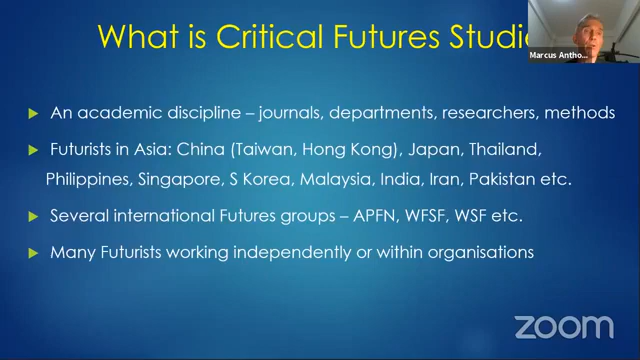 What is Critical Futures Studie
Marcus Antho...
An academic discipline – journals, departments, researchers, methods
Futurists in Asia: China (Taiwan, Hong Kong), Japan, Thailand,
Philippines, Singapore, S Korea, Malaysia, India, Iran, Pakistan etc.
Several international Futures groups – APFN, WFSF, WSF etc.
Many Futurists working independently or within organisations
zoom